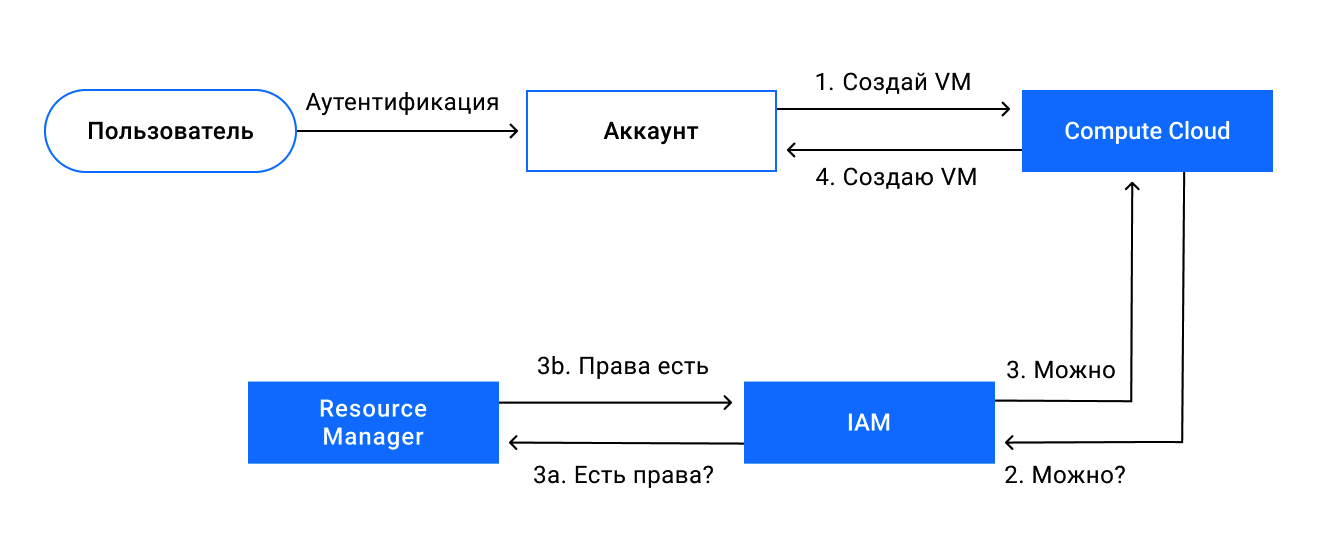 Пользователь
Аутентификация
Аккаунт
1. Создай VM
4. Создаю VM
Compute Cloud
Resource
Manager
3b. Права есть
3a. Есть права?
IAM
3. Можно
2. Можно?